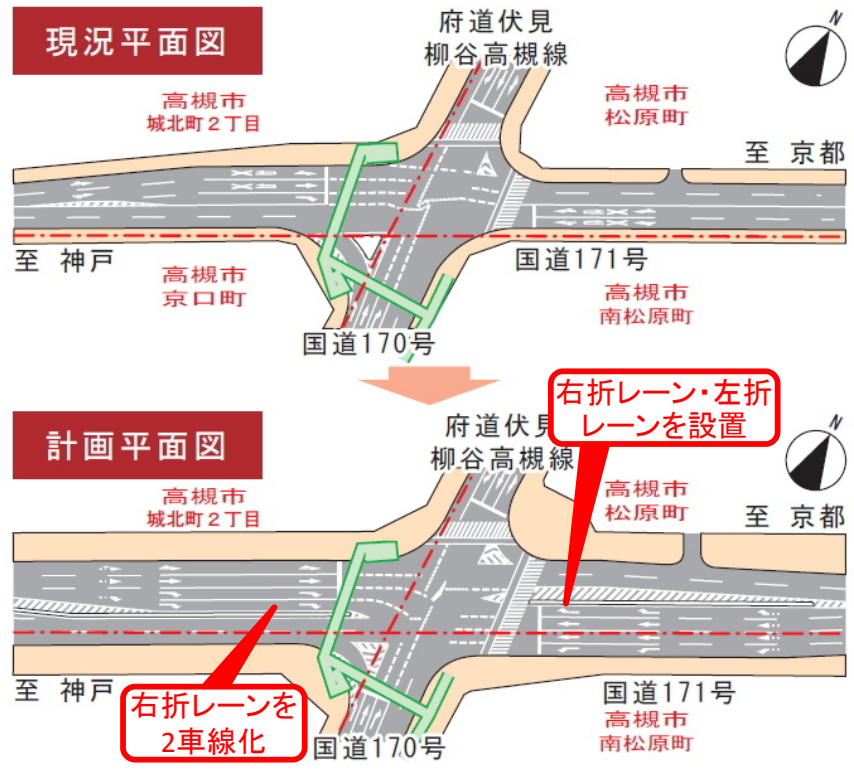 現況平面図
府道伏見
柳谷高槻線
N
高槻市
城北町2丁目
高槻市
松原町
至 京都
至 神戸
国道171号
高槻市
京口町
高槻市
南松原町
国道170号
計画平面図
右折レーン・左折
レーンを設置
府道伏見
柳谷高槻線
N
高槻市
城北町2丁目
高槻市
松原町
至 京都
至 神戸
右折レーンを
2車線化
国道171号
高槻市
南松原町
国道170号